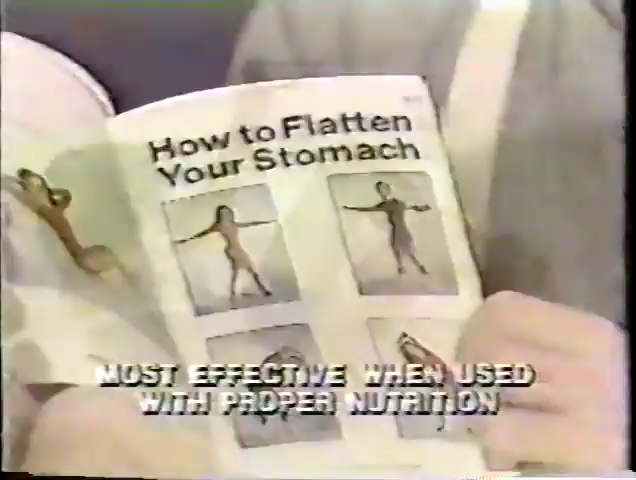 How to Flatten
Your Stomach
MOST EFFECTIVE WHEN USED
WITH PROPER NUTRITION